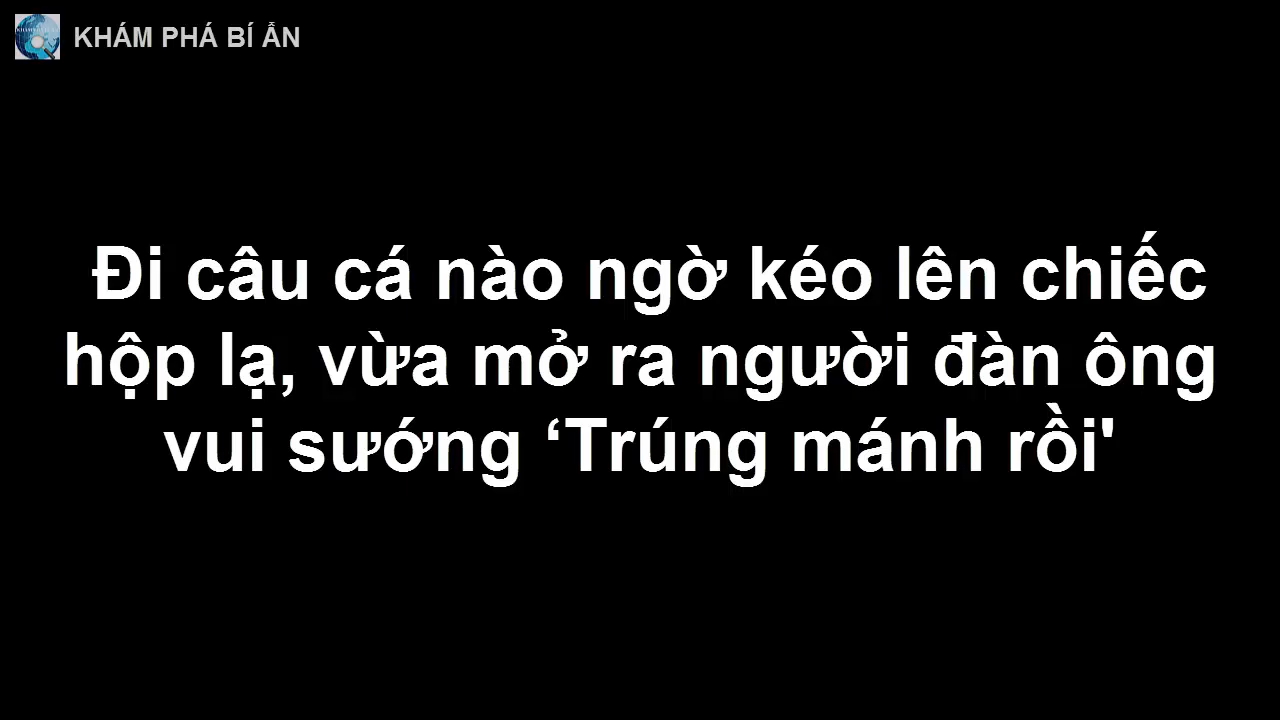 KHÁM PHÁ BÍ ẨN
Đi câu cá nào ngờ kéo lên chiếc
hộp lạ, vừa mở ra người đàn ông
vui sướng ‘Trúng mánh rồi'